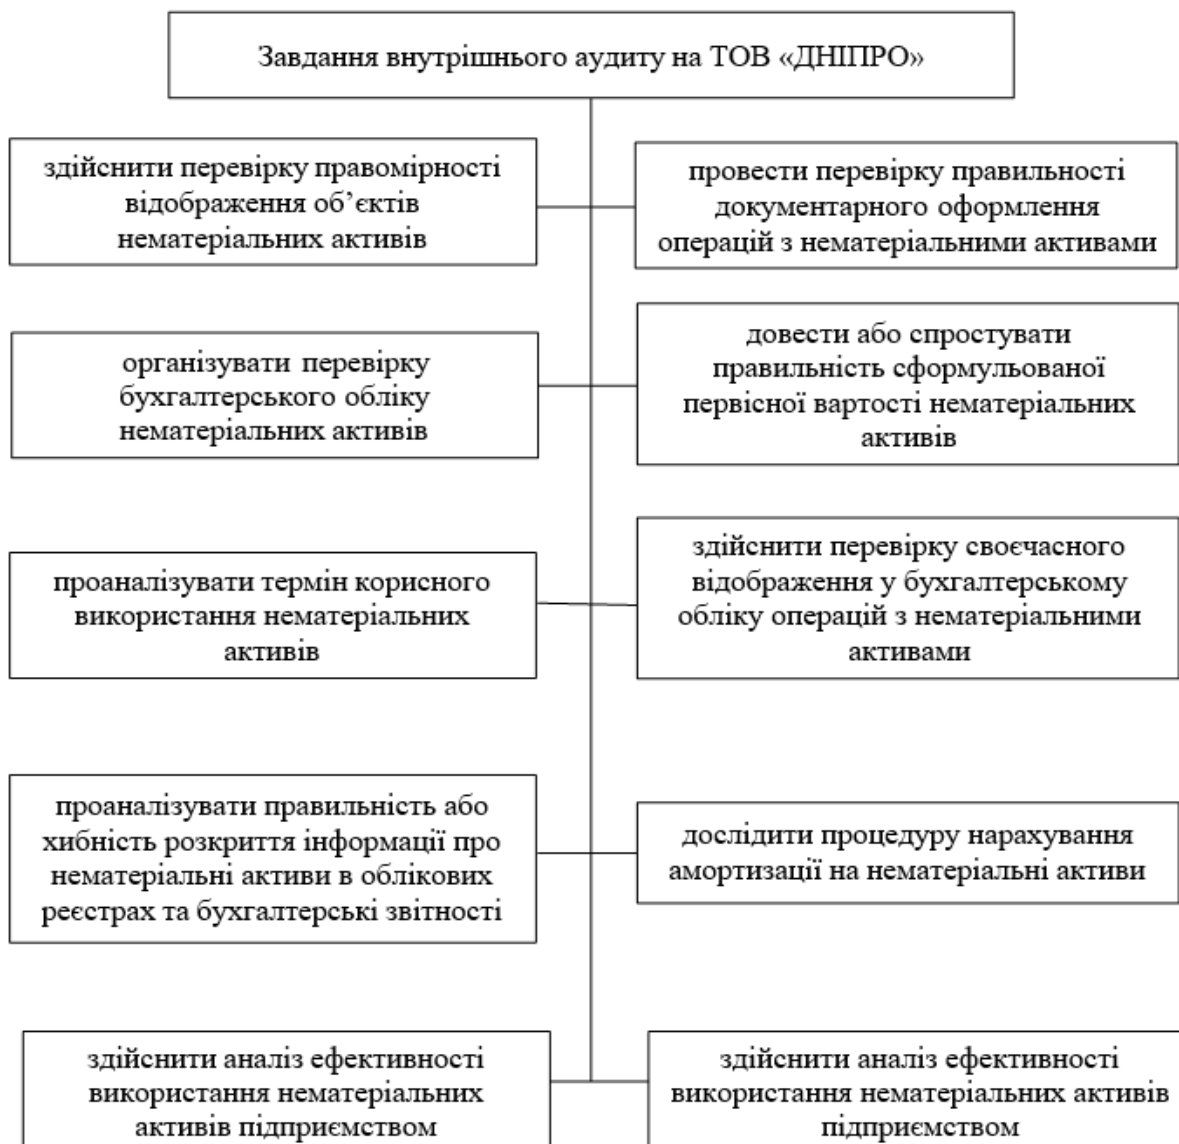 Завдання внутрішнього аудиту на ТОВ «ДНІПРО»
здійснити перевірку правомірності
відображення об’єктів
нематеріальних активів
провести перевірку правильності
документарного оформлення
операцій з нематеріальними активами
організувати перевірку
бухгалтерського обліку
нематеріальних активів
довести або спростувати
правильність сформульованої
первісної вартості нематеріальних
активів
проаналізувати термін корисного
використання нематеріальних
активів
здійснити перевірку своєчасного
відображення у бухгалтерському
обліку операцій з нематеріальними
активами
проаналізувати правильність або
хибність розкриття інформації про
нематеріальні активи в облікових
реєстрах та бухгалтерські звітності
дослідити процедуру нарахування
амортизації на нематеріальні активи
здійснити аналіз ефективності
використання нематеріальних
активів підприємством
здійснити аналіз ефективності
використання нематеріальних активів
підприємством